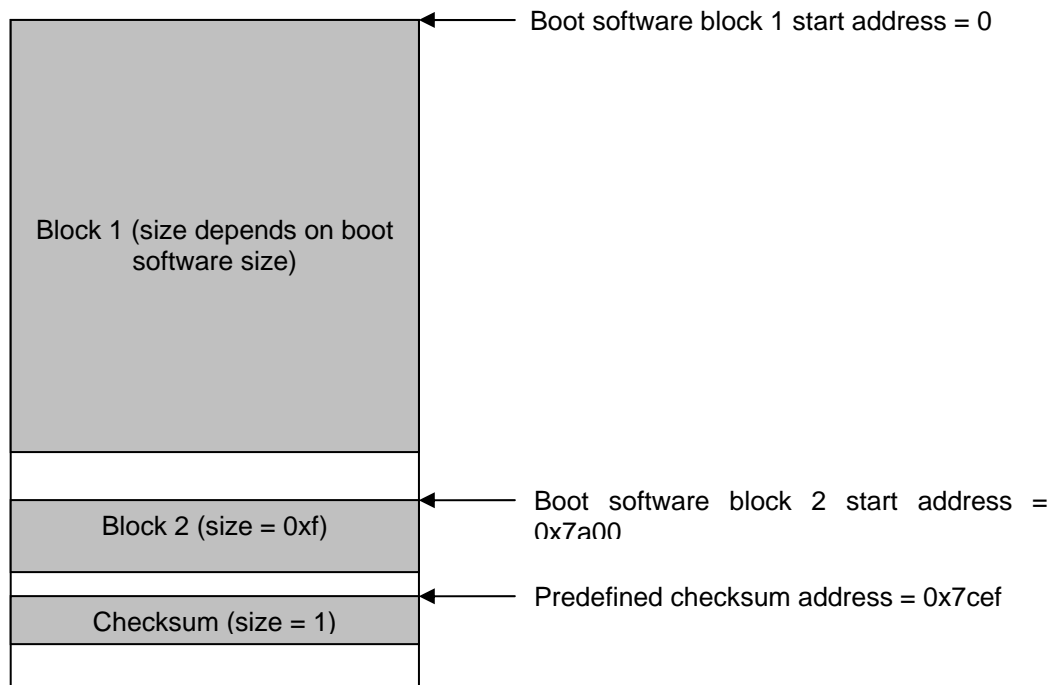 Boot software block 1 start address = 0
Block 1 (size depends on boot
software size)
Boot software block 2 start address =
0x7a00
Block 2 (size = 0xf)
Predefined checksum address = 0x7cef
Checksum (size = 1)